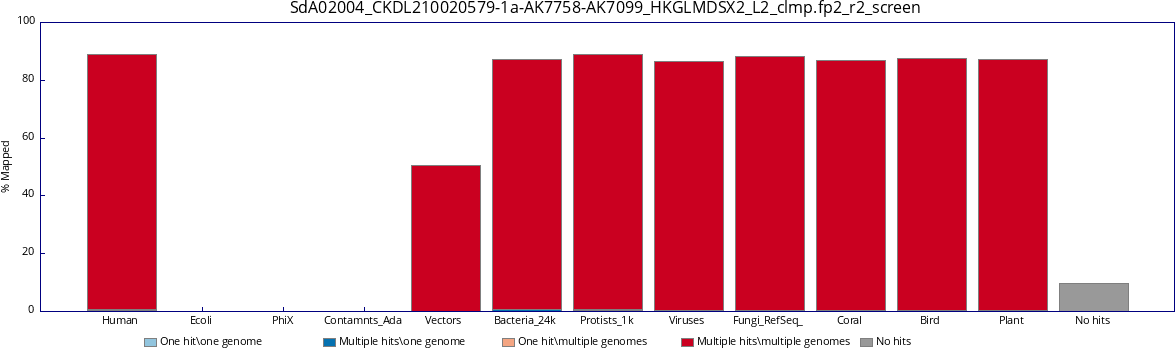 SdA02004_CKDL210020579-1a-AK7758-AK7099_HKGLMDSX2_L2_clmp.fp2_r2_screen
100
80
60
40
20
0
% Mapped
Human Ecoli PhiX Contamnts_Ada Vectors Bacteria_24k Protists_1k Viruses Fungi_RefSeq_ Coral Bird Plant No hits
One hit\one genome Multiple hits\one genome One hit\multiple genomes Multiple hits\multiple genomes No hits